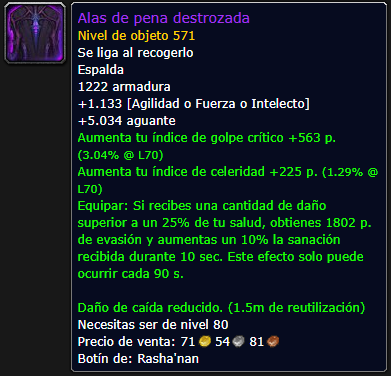 Alas de pena destrozada
Nivel de objeto 571
Se liga al recogerlo
Espalda
1222 armadura
+1.133 [Agilidad o Fuerza o Intelecto]
+5.034 aguante
Aumenta tu índice de golpe crítico +563 p.
(3.04% @ L70)
Aumenta tu índice de celeridad +225 p. (1.29% @
L70)
Equipar: Si recibes una cantidad de daño
superior a un 25% de tu salud, obtienes 1802 p.
de evasión y aumentas un 10% la sanación
recibida durante 10 sec. Este efecto solo puede
ocurrir cada 90 s.
Daño de caída reducido. (1.5m de reutilización)
Necesitas ser de nivel 80
Precio de venta: 71 54 81
Botín de: Rasha'nan